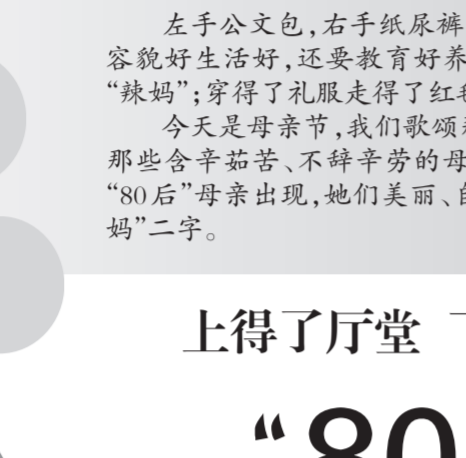 左手公文包，右手纸尿裤
容貌好生活好，还要教育好养
“辣妈”；穿得了礼服走得了红
今天是母亲节，我们歌颂
那些含辛茹苦、不辞辛劳的母
“80后”母亲出现，她们美丽、
妈”二字。
上得了厅堂
“80